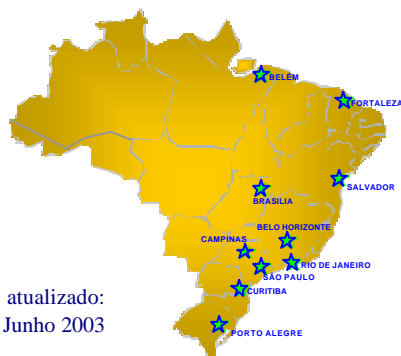 BELÉM
FORTALEZA
SALVADOR
BRASILIA
BELO HORIZONTE
CAMPINAS
RIO DE JANEIRO
SÃO PAULO
CURITIBA
atualizado:
Junho 2003
PORTO ALEGRE